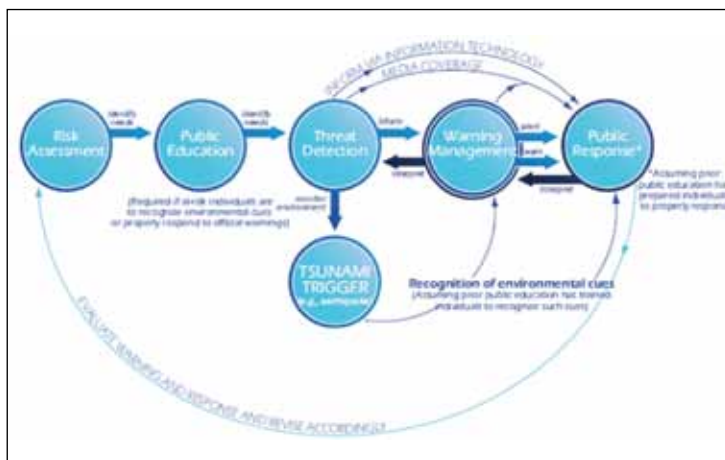 INFORM VIA INFORMATION TECHNOLOGY
MEDIA COVERAGE
Risk
Assessment
identify
needs
Public
Education
identify
needs
Threat
Detection
inform
interpret
Warning
Management
alert
warn
interpret
Public
Response*
(Required if at-risk individuals are
to recognize environmental cues
or properly respond to official warnings)
monitor
environment
*Assuming prior
public education has
prepared individuals
to properly respond
TSUNAMI
TRIGGER
(e.g., earthquake)
Recognition of environmental cues
(Assuming prior public education has trained
individuals to recognize such cues)
EVALUATE WARNING AND RESPONSE AND REVISE ACCORDINGLY